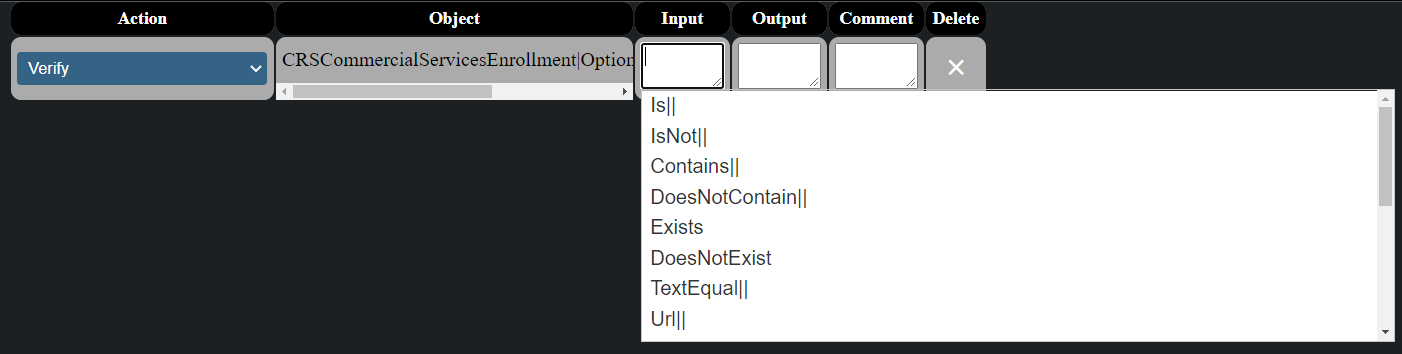 Action Object Input Output Comment Delete
Verify CRSCommercialServicesEnrollment|Option
Is||
IsNot||
Contains||
DoesNotContain||
Exists
DoesNotExist
TextEqual||
Url||